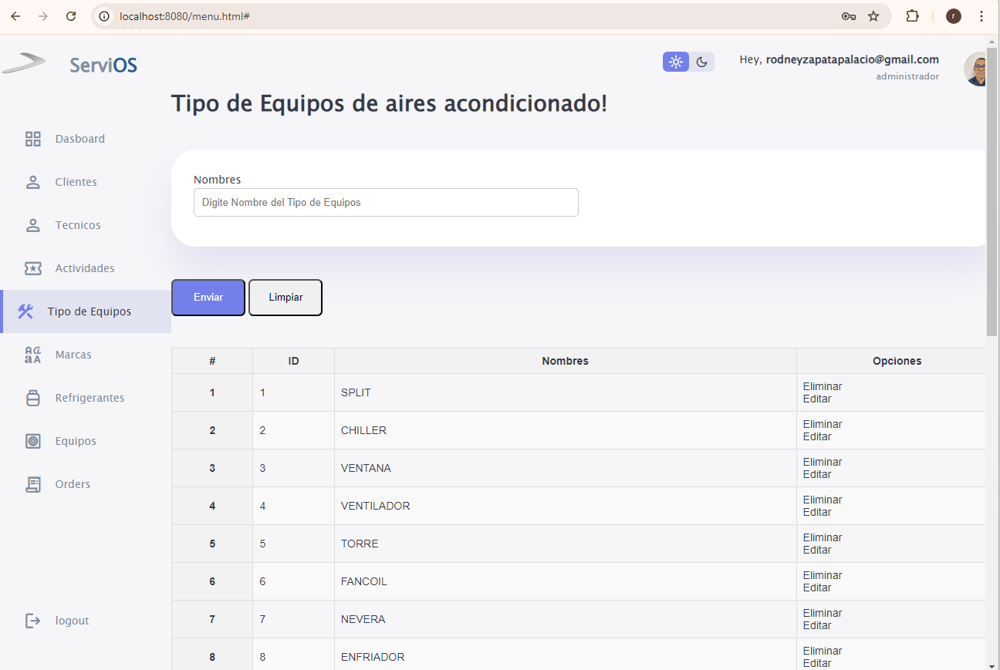 localhost:8080/menu.html#
r
ServiOS
Hey, rodneyzapatapalacio@gmail.com
administrador
Tipo de Equipos de aires acondicionado!
Dasboard
Clientes
Tecnicos
Actividades
Tipo de Equipos
Marcas
Refrigerantes
Equipos
Orders
logout
Nombres
Digite Nombre del Tipo de Equipos
Enviar Limpiar
# ID Nombres Opciones
1 1 SPLIT Eliminar
Editar
2 2 CHILLER Eliminar
Editar
3 3 VENTANA Eliminar
Editar
4 4 VENTILADOR Eliminar
Editar
5 5 TORRE Eliminar
Editar
6 6 FANCOIL Eliminar
Editar
7 7 NEVERA Eliminar
Editar
8 8 ENFRIADOR Eliminar
Editar